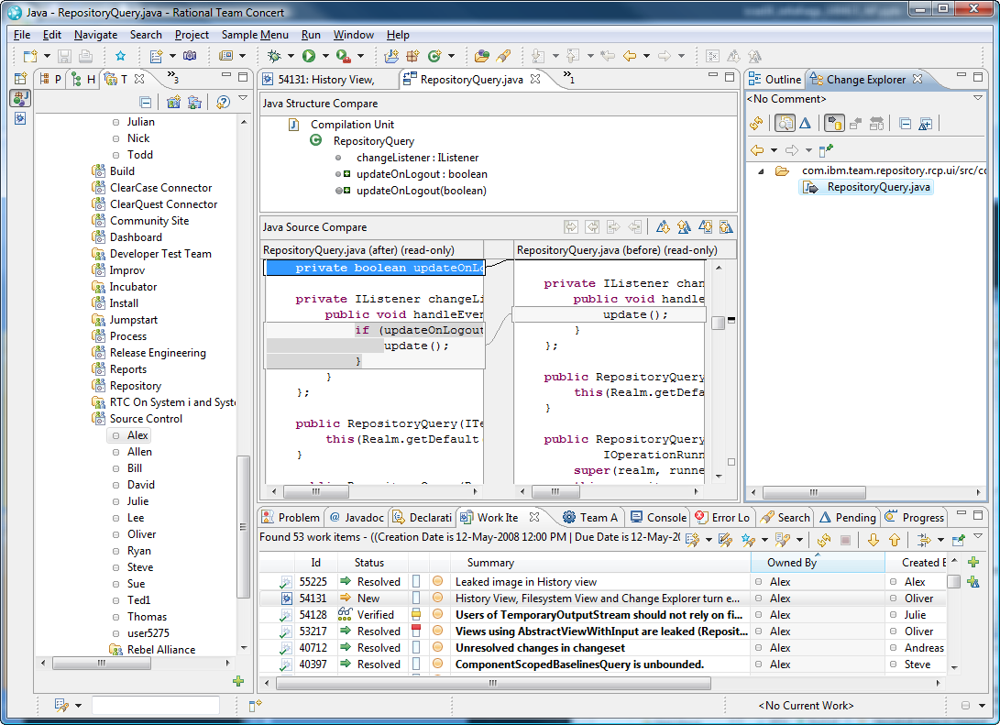 Java - RepositoryQuery.java - Rational Team Concert
File Edit Navigate Search Project Sample Menu Run Window Help
P H T 3
Julian
Nick
Todd
Build
ClearCase Connector
ClearQuest Connector
Community Site
Dashboard
Developer Test Team
Improv
Incubator
Install
Jumpstart
Process
Release Engineering
Reports
Repository
RTC On System i and Syste
Source Control
Alex
Allen
Bill
David
Julie
Lee
Oliver
Ryan
Steve
Sue
Ted1
Thomas
user5275
Rebel Alliance
54131: History View, RepositoryQuery.java 1
Java Structure Compare
Compilation Unit
RepositoryQuery
changeListener : IListener
updateOnLogout : boolean
updateOnLogout(boolean)
Java Source Compare
RepositoryQuery.java (after) (read-only)
private boolean updateOnLo
private IListener changeLi
public void handleEven
if (updateOnLogout
update();
}
}
};
public RepositoryQuery(ITe
this(Realm.getDefault
}
RepositoryQuery.java (before) (read-only)
private IListener chan
public void handle
update();
}
};
public RepositoryQuery
this(Realm.getDefa
}
public RepositoryQuery
IOperationRunn
super(realm, runne
Outline Change Explorer
<No Comment>
com.ibm.team.repository.rcp.ui/src/co
RepositoryQuery.java
Problem Javadoc Declarati Work Ite Team A Console Error Lo Search Pending Progress
Found 53 work items - ((Creation Date is 12-May-2008 12:00 PM | Due Date is 12-May-20
Id Status Summary Owned By Created B
55225 Resolved Leaked image in History view Alex Alex
54131 New History View, Filesystem View and Change Explorer turn e... Alex Oliver
54128 Verified Users of TemporaryOutputStream should not rely on fi... Alex Julie
53217 Resolved Views using AbstractViewWithInput are leaked (Reposit... Alex Oliver
40712 Resolved Unresolved changes in changeset Alex Andreas
40397 Resolved ComponentScopedBaselinesQuery is unbounded. Alex Steve
<No Current Work>